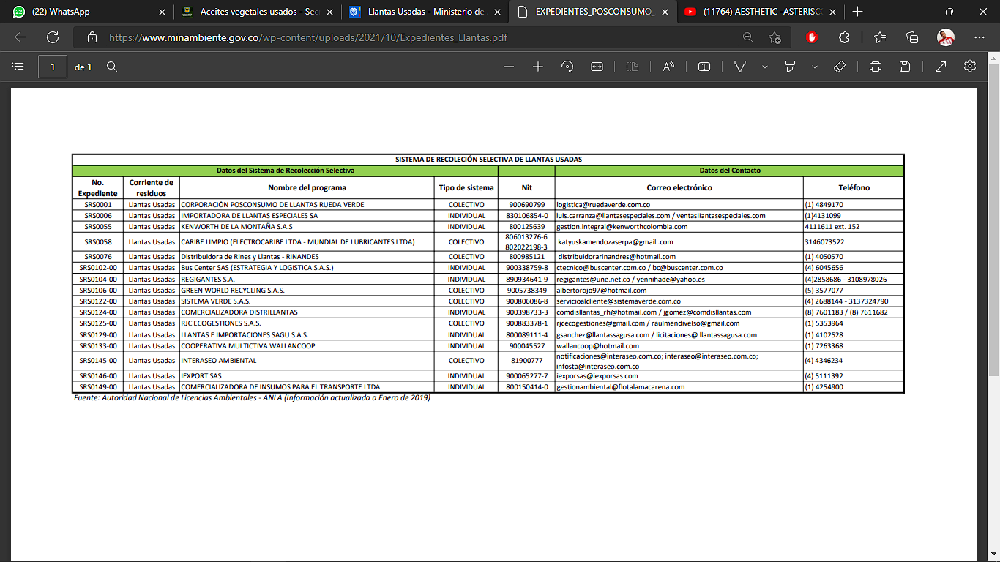 (22) WhatsApp
Aceites vegetales usados - Sec
Llantas Usadas - Ministerio de
EXPEDIENTES_POSCONSUMO_
(11764) AESTHETIC -ASTERISCO
https://www.minambiente.gov.co/wp-content/uploads/2021/10/Expedientes_Llantas.pdf
1 de 1
SISTEMA DE RECOLECIÓN SELECTIVA DE LLANTAS USADAS
Datos del Sistema de Recolección Selectiva Datos del Contacto
No. Expediente Corriente de residuos Nombre del programa Tipo de sistema Nit Correo electrónico Teléfono
SRS0001 Llantas Usadas CORPORACIÓN POSCONSUMO DE LLANTAS RUEDA VERDE COLECTIVO 900690799 logistica@ruedaverde.com.co (1) 4849170
SRS0006 Llantas Usadas IMPORTADORA DE LLANTAS ESPECIALES SA INDIVIDUAL 830106854-0 luis.carranza@llantasespeciales.com / ventasllantasespeciales.com (1)4131099
SRS0055 Llantas Usadas KENWORTH DE LA MONTAÑA S.A.S INDIVIDUAL 800125639 gestion.integral@kenworthcolombia.com 4111611 ext. 152
SRS0058 Llantas Usadas CARIBE LIMPIO (ELECTROCARIBE LTDA - MUNDIAL DE LUBRICANTES LTDA) COLECTIVO 806013276-6 802022198-3 katyuskamendozaserpa@gmail .com 3146073522
SRS0076 Llantas Usadas Distribuidora de Rines y Llantas - RINANDES COLECTIVO 800985121 distribuidorarinandres@hotmail.com (1) 4050570
SRS0102-00 Llantas Usadas Bus Center SAS (ESTRATEGIA Y LOGISTICA S.A.S.) INDIVIDUAL 900338759-8 ctecnico@buscenter.com.co / bc@buscenter.com.co (4) 6045656
SRS0104-00 Llantas Usadas REGIGANTES S.A. INDIVIDUAL 890934641-9 regigantes@une.net.co / yennihade@yahoo.es (4)2858686 - 3108978026
SRS0106-00 Llantas Usadas GREEN WORLD RECYCLING S.A.S. COLECTIVO 9005738349 albertorojo97@hotmail.com (5) 3577077
SRS0122-00 Llantas Usadas SISTEMA VERDE S.A.S. COLECTIVO 900806086-8 servicioalcliente@sistemaverde.com.co (4) 2688144 - 3137324790
SRS0124-00 Llantas Usadas COMERCIALIZADORA DISTRILLANTAS INDIVIDUAL 900398733-3 comdisllantas_rh@hotmail.com / jgomez@comdisllantas.com (8) 7601183 / (8) 7611682
SRS0125-00 Llantas Usadas RJC ECOGESTIONES S.A.S. COLECTIVO 900883378-1 rjcecogestiones@gmail.com / raulmendivelso@gmail.com (1) 5353964
SRS0129-00 Llantas Usadas LLANTAS E IMPORTACIONES SAGU S.A.S. INDIVIDUAL 800089111-4 gsanchez@llantassagusa.com / licitaciones@ llantassagusa.com (1) 4102528
SRS0133-00 Llantas Usadas COOPERATIVA MULTICTIVA WALLANCOOP INDIVIDUAL 900045527 wallancoop@hotmail.com (1) 7263368
SRS0145-00 Llantas Usadas INTERASEO AMBIENTAL COLECTIVO 81900777 notificaciones@interaseo.com.co; interaseo@interaseo.com.co; infosta@interaseo.com.co (4) 4346234
SRS0146-00 Llantas Usadas IEXPORT SAS INDIVIDUAL 900065277-7 iexporsas@iexporsas.com (4) 5111392
SRS0149-00 Llantas Usadas COMERCIALIZADORA DE INSUMOS PARA EL TRANSPORTE LTDA INDIVIDUAL 800150414-0 gestionambiental@flotalamacarena.com (1) 4254900
Fuente: Autoridad Nacional de Licencias Ambientales - ANLA (Información actualizada a Enero de 2019)